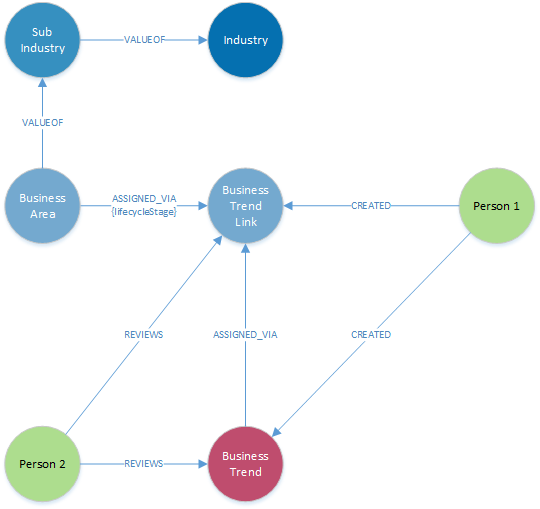 Sub
Industry
VALUEOF
Industry
VALUEOF
Business
Area
ASSIGNED_VIA
{lifecycleStage}
Business
Trend
Link
CREATED
Person 1
REVIEWS
ASSIGNED_VIA
CREATED
Person 2
REVIEWS
Business
Trend